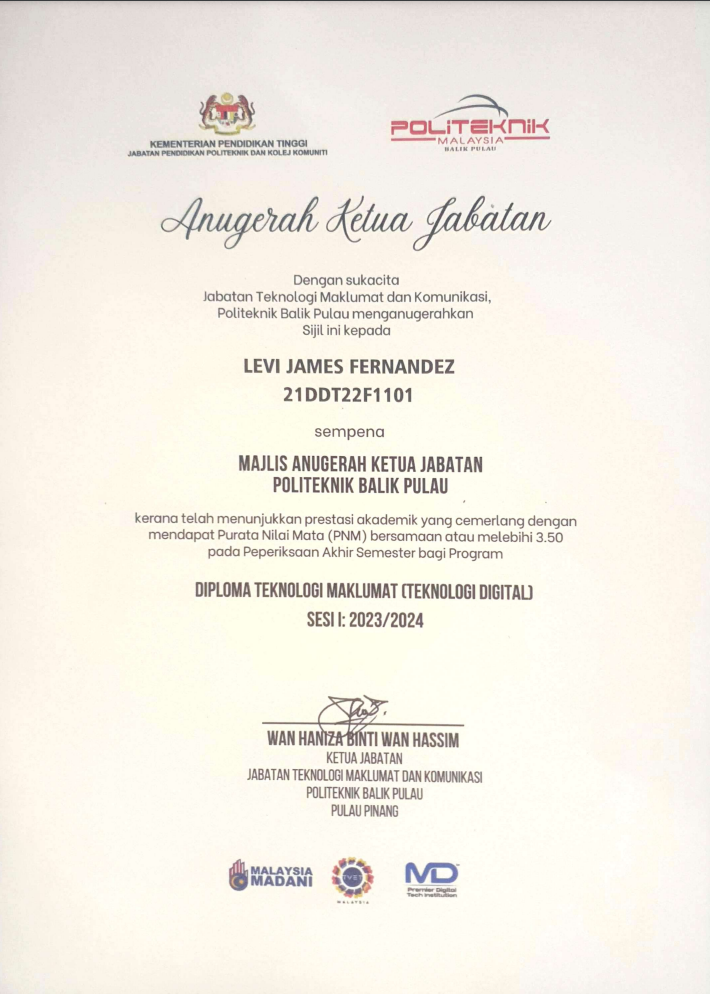 KEMENTERIAN PENDIDIKAN TINGGI
JABATAN PENDIDIKAN POLITEKNIK DAN KOLEJ KOMUNITI
POLITEKNIK
MALAYSIA
BALIK PULAU
Anugerah Ketua Jabatan
Dengan sukacita
Jabatan Teknologi Maklumat dan Komunikasi,
Politeknik Balik Pulau menganugerahkan
Sijil ini kepada
LEVI JAMES FERNANDEZ
21DDT22F1101
sempena
MAJLIS ANUGERAH KETUA JABATAN
POLITEKNIK BALIK PULAU
kerana telah menunjukkan prestasi akademik yang cemerlang dengan
mendapat Purata Nilai Mata (PNM) bersamaan atau melebihi 3.50
pada Peperiksaan Akhir Semester bagi Program
DIPLOMA TEKNOLOGI MAKLUMAT (TEKNOLOGI DIGITAL)
SESI I: 2023/2024
WAN HANIZA BINTI WAN HASSIM
KETUA JABATAN
JABATAN TEKNOLOGI MAKLUMAT DAN KOMUNIKASI
POLITEKNIK BALIK PULAU
PULAU PINANG
MALAYSIA
MADANI
TVET
MALAYSIA
MD
Premier Digital
Tech Institution